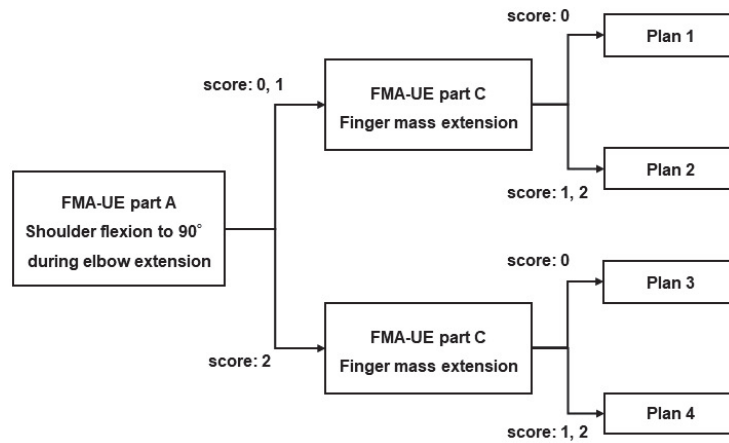 score: 0
Plan 1
score: 0, 1
FMA-UE part C
Finger mass extension
Plan 2
score: 1, 2
FMA-UE part A
Shoulder flexion to 90°
during elbow extension
score: 0
Plan 3
FMA-UE part C
Finger mass extension
score: 2
Plan 4
score: 1, 2